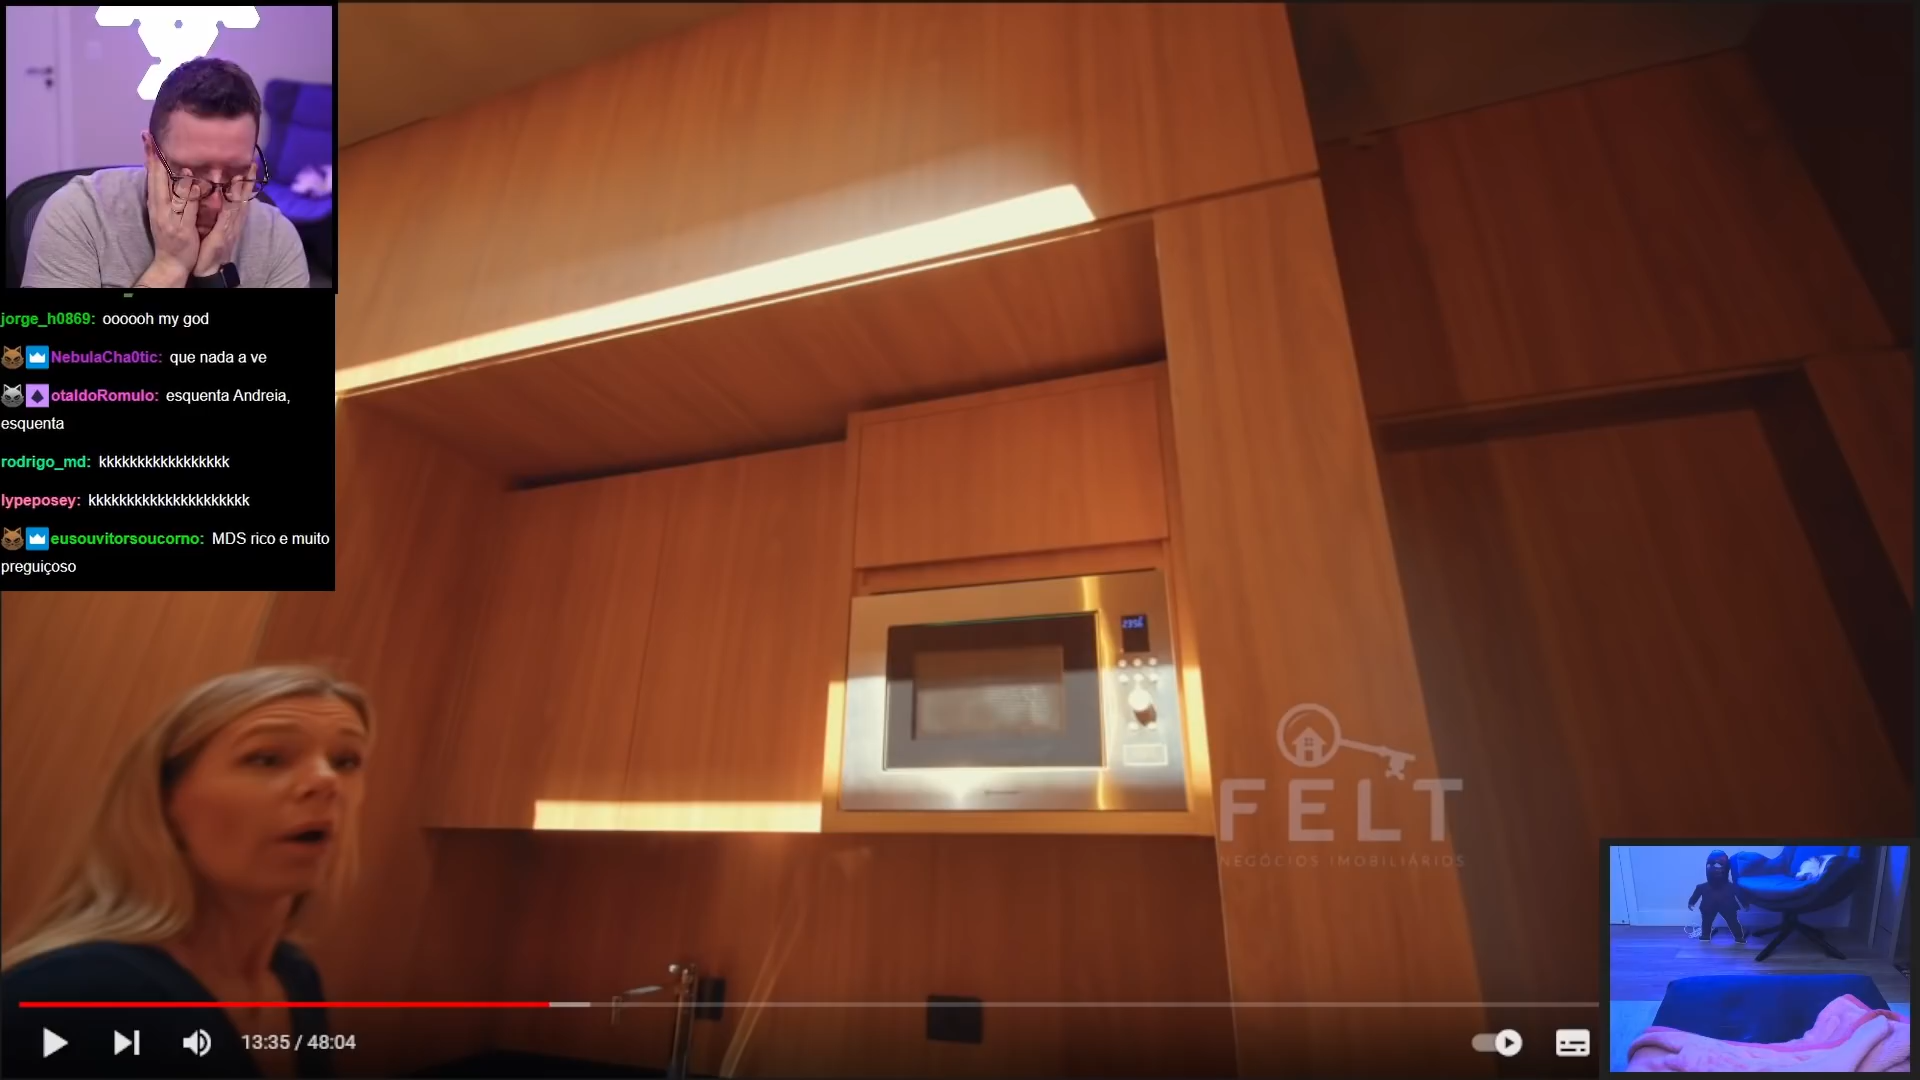 jorge_h0869: oooooh my god
NebulaCha0tic: que nada a ve
otaldoRomulo: esquenta Andreia,
esquenta
rodrigo_md: kkkkkkkkkkkkkkkkk
lypeposey: kkkkkkkkkkkkkkkkkkkkk
eusouvitorsoucorno: MDS rico e muito
preguiçoso
FELT
NEGÓCIOS IMOBILIÁRIOS
13:35 / 48:04